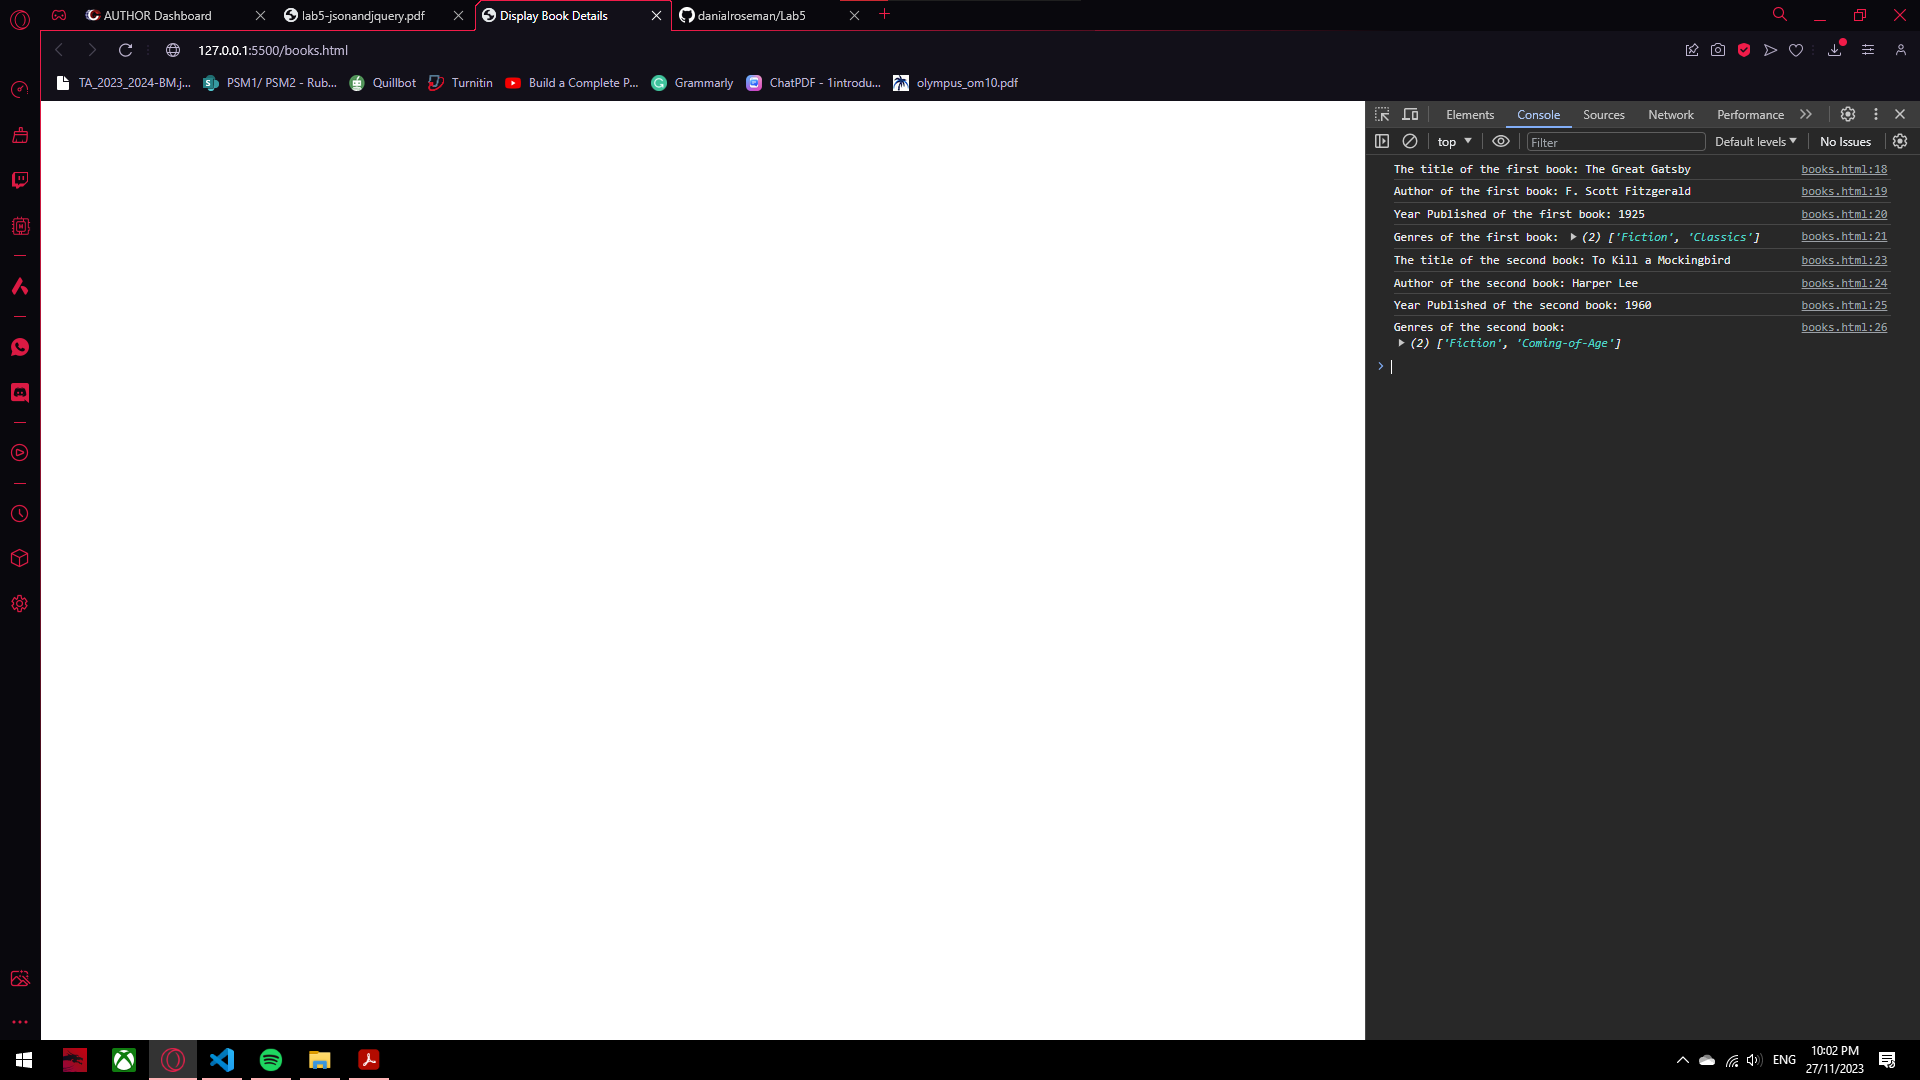 AUTHOR Dashboard
lab5-jsonandjquery.pdf
Display Book Details
danialroseman/Lab5
127.0.0.1:5500/books.html
TA_2023_2024-BM.j...
PSM1/ PSM2 - Rub...
Quillbot
Turnitin
Build a Complete P...
Grammarly
ChatPDF - 1introdu...
olympus_om10.pdf
Elements
Console
Sources
Network
Performance
top
Filter
Default levels
No Issues
The title of the first book: The Great Gatsby books.html:18
Author of the first book: F. Scott Fitzgerald books.html:19
Year Published of the first book: 1925 books.html:20
Genres of the first book: (2) ['Fiction', 'Classics'] books.html:21
The title of the second book: To Kill a Mockingbird books.html:23
Author of the second book: Harper Lee books.html:24
Year Published of the second book: 1960 books.html:25
Genres of the second book: books.html:26
(2) ['Fiction', 'Coming-of-Age']
ENG
10:02 PM
27/11/2023